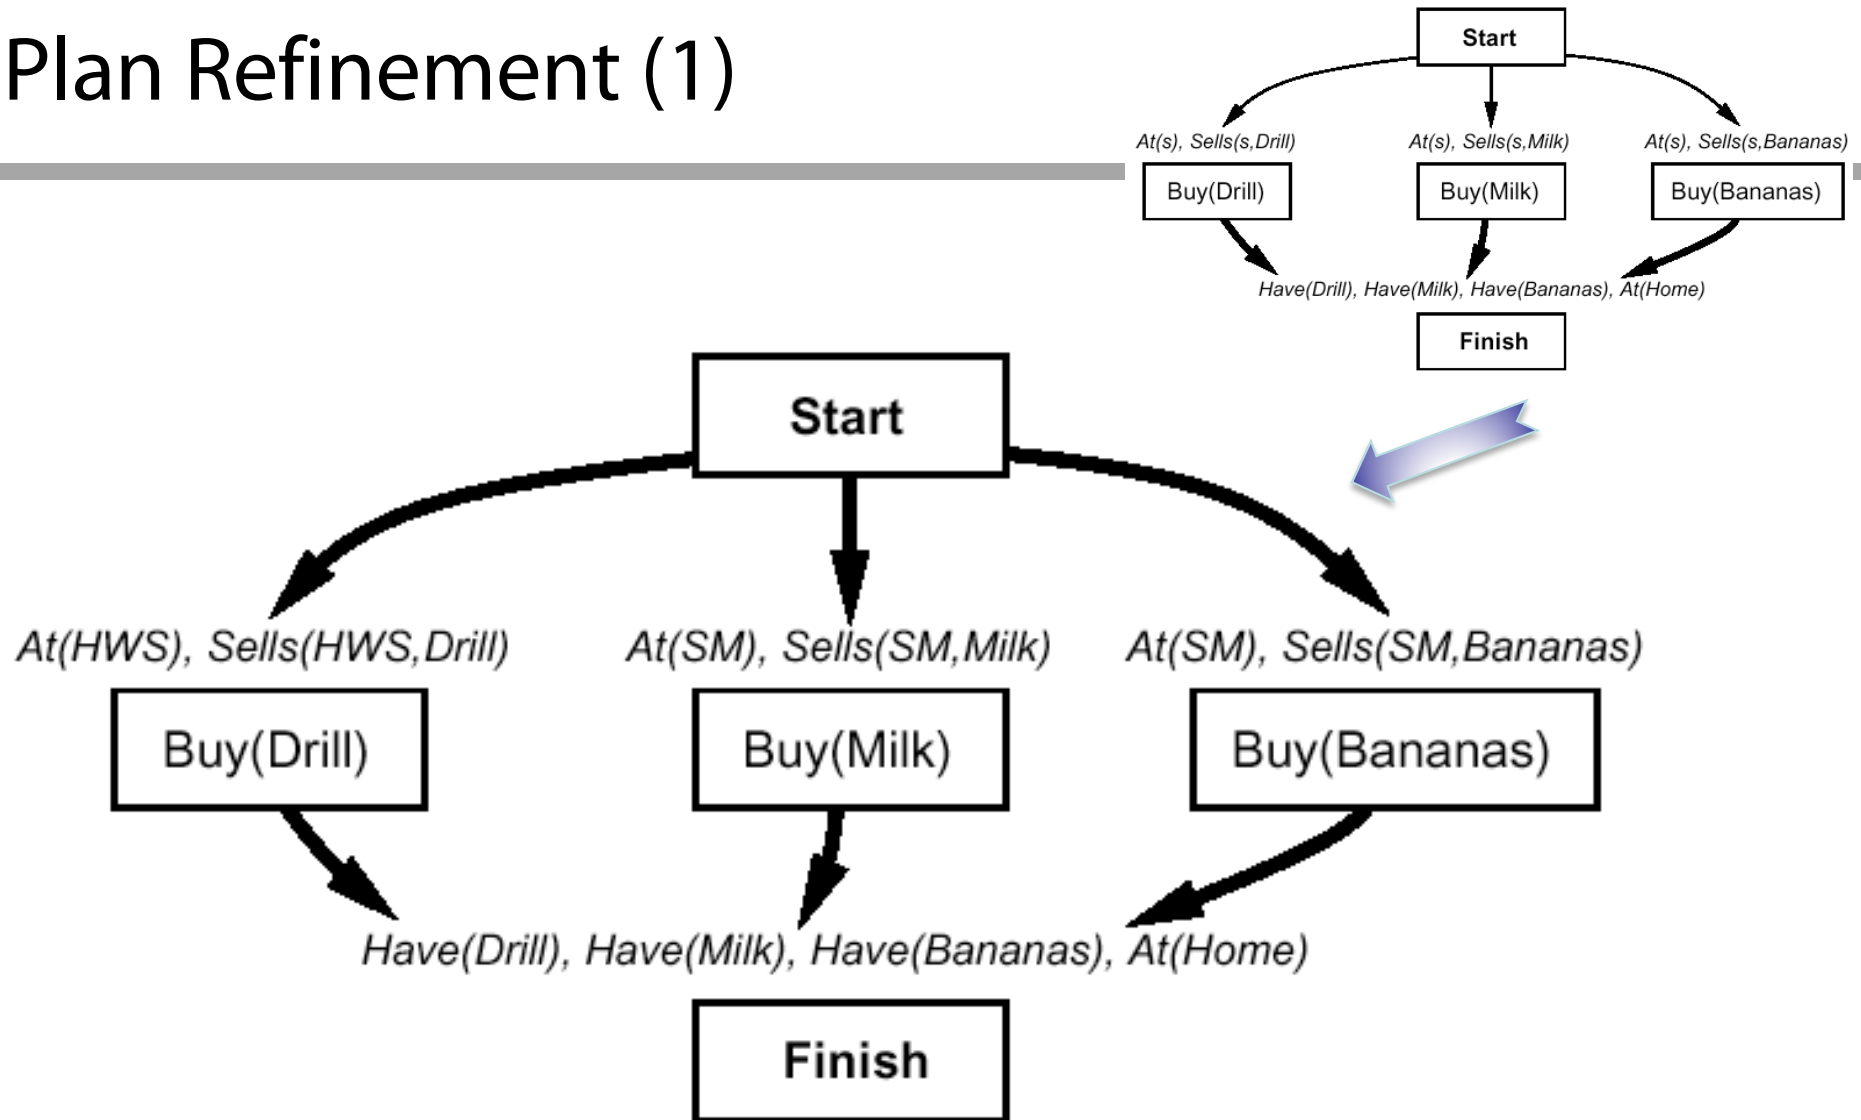 Plan Refinement (1)
Start
At(s), Sells(s,Drill) At(s), Sells(s,Milk) At(s), Sells(s,Bananas)
Buy(Drill) Buy(Milk) Buy(Bananas)
Have(Drill), Have(Milk), Have(Bananas), At(Home)
Finish
Start
At(HWS), Sells(HWS,Drill) At(SM), Sells(SM,Milk) At(SM), Sells(SM,Bananas)
Buy(Drill) Buy(Milk) Buy(Bananas)
Have(Drill), Have(Milk), Have(Bananas), At(Home)
Finish